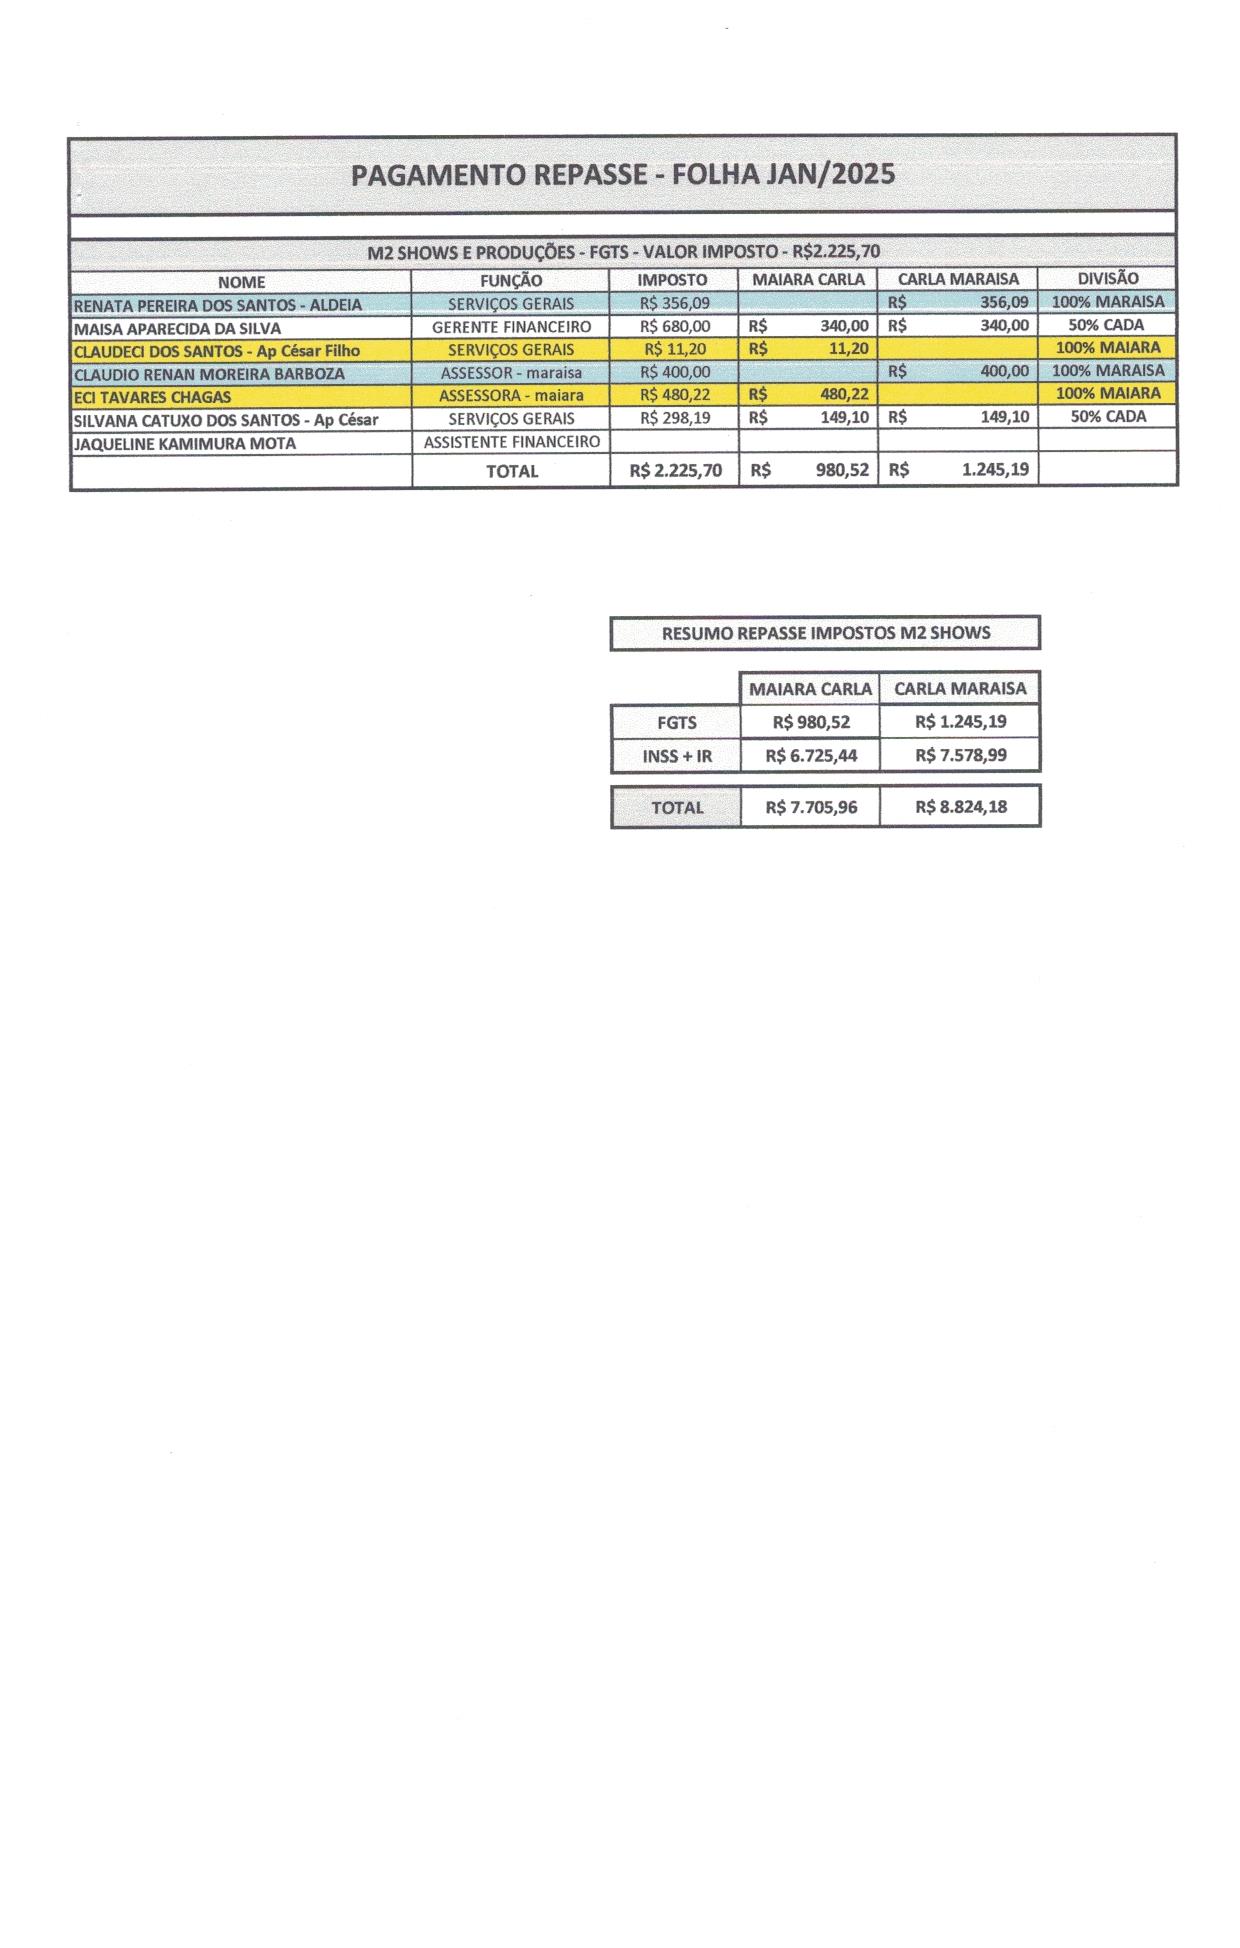 PAGAMENTO REPASSE - FOLHA JAN/2025
M2 SHOWS E PRODUÇÕES - FGTS - VALOR IMPOSTO - R$2.225,70
NOME FUNÇÃO IMPOSTO MAIARA CARLA CARLA MARAISA DIVISÃO
RENATA PEREIRA DOS SANTOS - ALDEIA SERVIÇOS GERAIS R$ 356,09 R$ 356,09 100% MARAISA
MAISA APARECIDA DA SILVA GERENTE FINANCEIRO R$ 680,00 R$ 340,00 R$ 340,00 50% CADA
CLAUDECI DOS SANTOS - Ap César Filho SERVIÇOS GERAIS R$ 11,20 R$ 11,20 100% MAIARA
CLAUDIO RENAN MOREIRA BARBOZA ASSESSOR - maraisa R$ 400,00 R$ 400,00 100% MARAISA
ECI TAVARES CHAGAS ASSESSORA - maiara R$ 480,22 R$ 480,22 100% MAIARA
SILVANA CATUXO DOS SANTOS - Ap César SERVIÇOS GERAIS R$ 298,19 R$ 149,10 R$ 149,10 50% CADA
JAQUELINE KAMIMURA MOTA ASSISTENTE FINANCEIRO
TOTAL R$ 2.225,70 R$ 980,52 R$ 1.245,19
RESUMO REPASSE IMPOSTOS M2 SHOWS
MAIARA CARLA CARLA MARAISA
FGTS R$ 980,52 R$ 1.245,19
INSS + IR R$ 6.725,44 R$ 7.578,99
TOTAL R$ 7.705,96 R$ 8.824,18